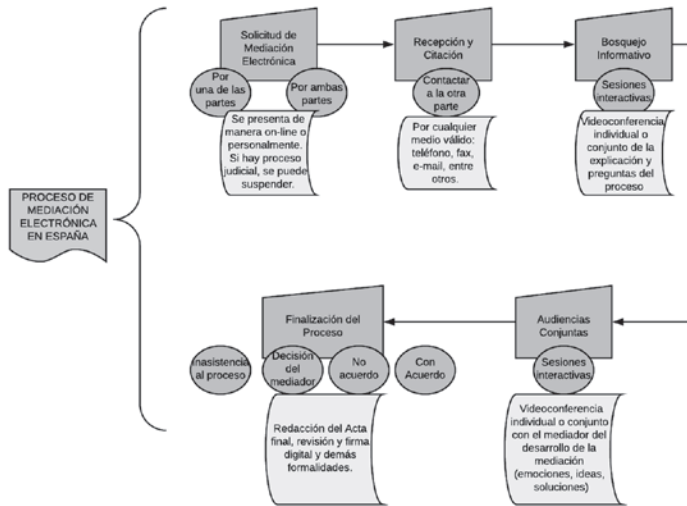 PROCESO DE
MEDIACIÓN
ELECTRÓNICA
EN ESPAÑA
Solicitud de
Mediación
Electrónica
Por
una de las
partes
Por ambas
partes
Se presenta de
manera on-line o
personalmente.
Si hay proceso
judicial, se puede
suspender.
Recepción y
Citación
Contactar
a la otra
parte
Por cualquier
medio válido:
teléfono, fax,
e-mail, entre
otros.
Bosquejo
Informativo
Sesiones
interactivas
Videoconferencia
individual o
conjunto de la
explicación y
preguntas del
proceso
Audiencias
Conjuntas
Sesiones
interactivas
Videoconferencia
individual o conjunto
con el mediador del
desarrollo de la
mediación
(emociones, ideas,
soluciones)
Finalización del
Proceso
Inasistencia
al proceso
Decisión
del
mediador
No
acuerdo
Con
Acuerdo
Redacción del Acta
final, revisión y firma
digital y demás
formalidades.